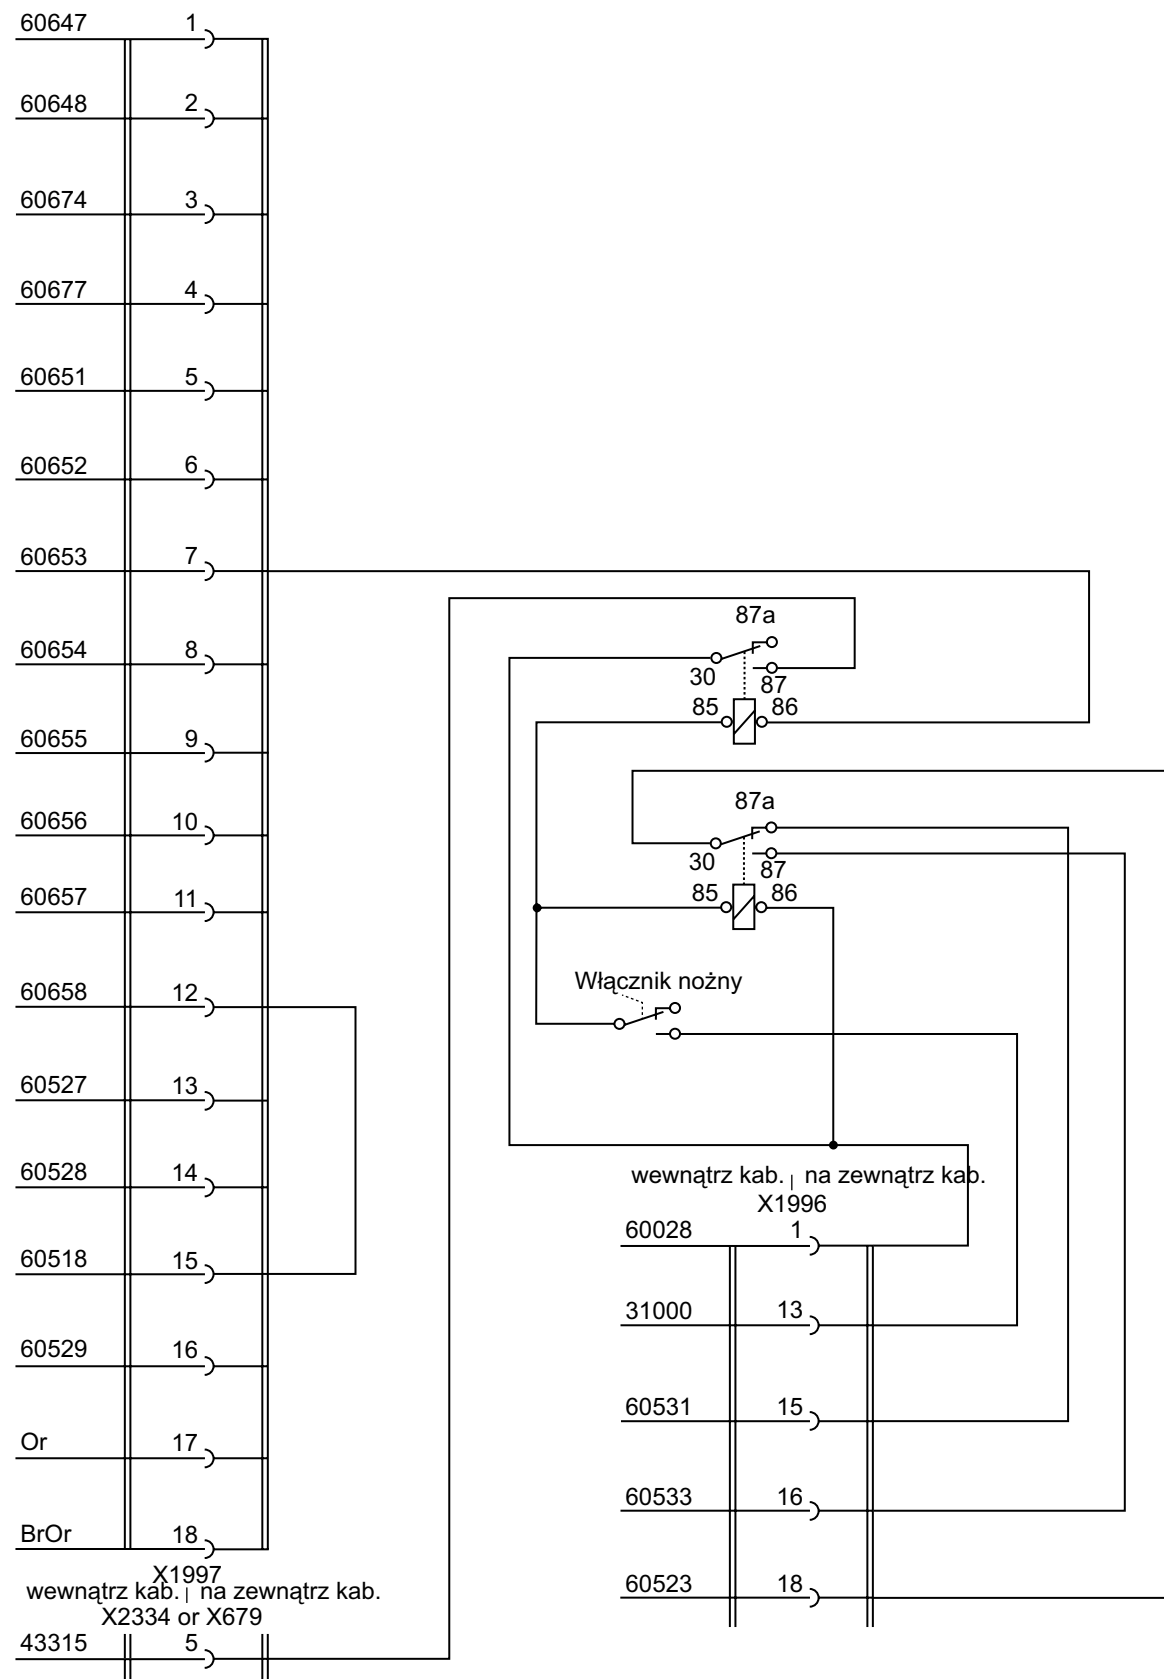 60647 1
60648 2
60674 3
60677 4
60651 5
60652 6
60653 7
60654 8
60655 9
60656 10
60657 11
60658 12
60527 13
60528 14
60518 15
60529 16
Or 17
BrOr 18
X1997
wewnątrz kab. | na zewnątrz kab.
X2334 or X679
43315 5
87a
30
87
85 86
87a
30
87
85 86
Włącznik nożny
wewnątrz kab. | na zewnątrz kab.
X1996
60028 1
31000 13
60531 15
60533 16
60523 18